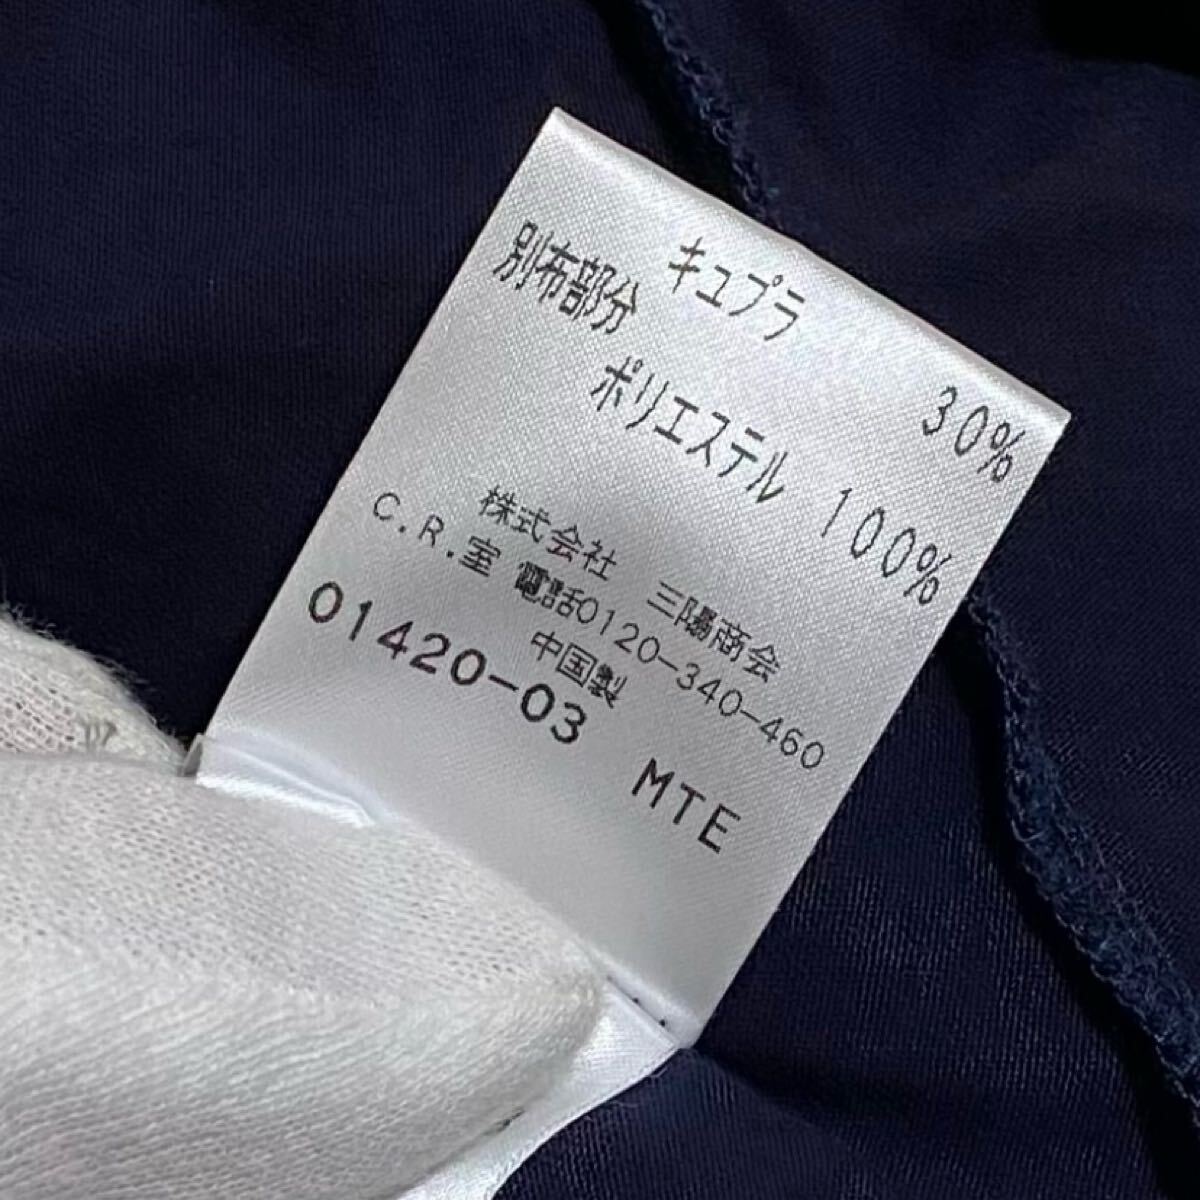 キュプラ 30%
別布部分
ポリエステル 100%
株式会社 三陽商会
C.R.室 電話0120-340-460
中国製
01420-03 MTE